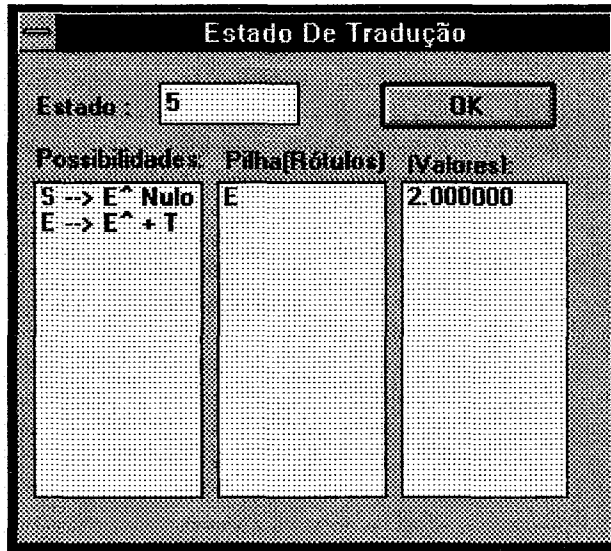 Estado De Tradução
Estado : 5 OK
Possibilidades: Pilha(Rótulos) (Valores):
S --> E^ Nulo E 2.000000
E --> E^ + T